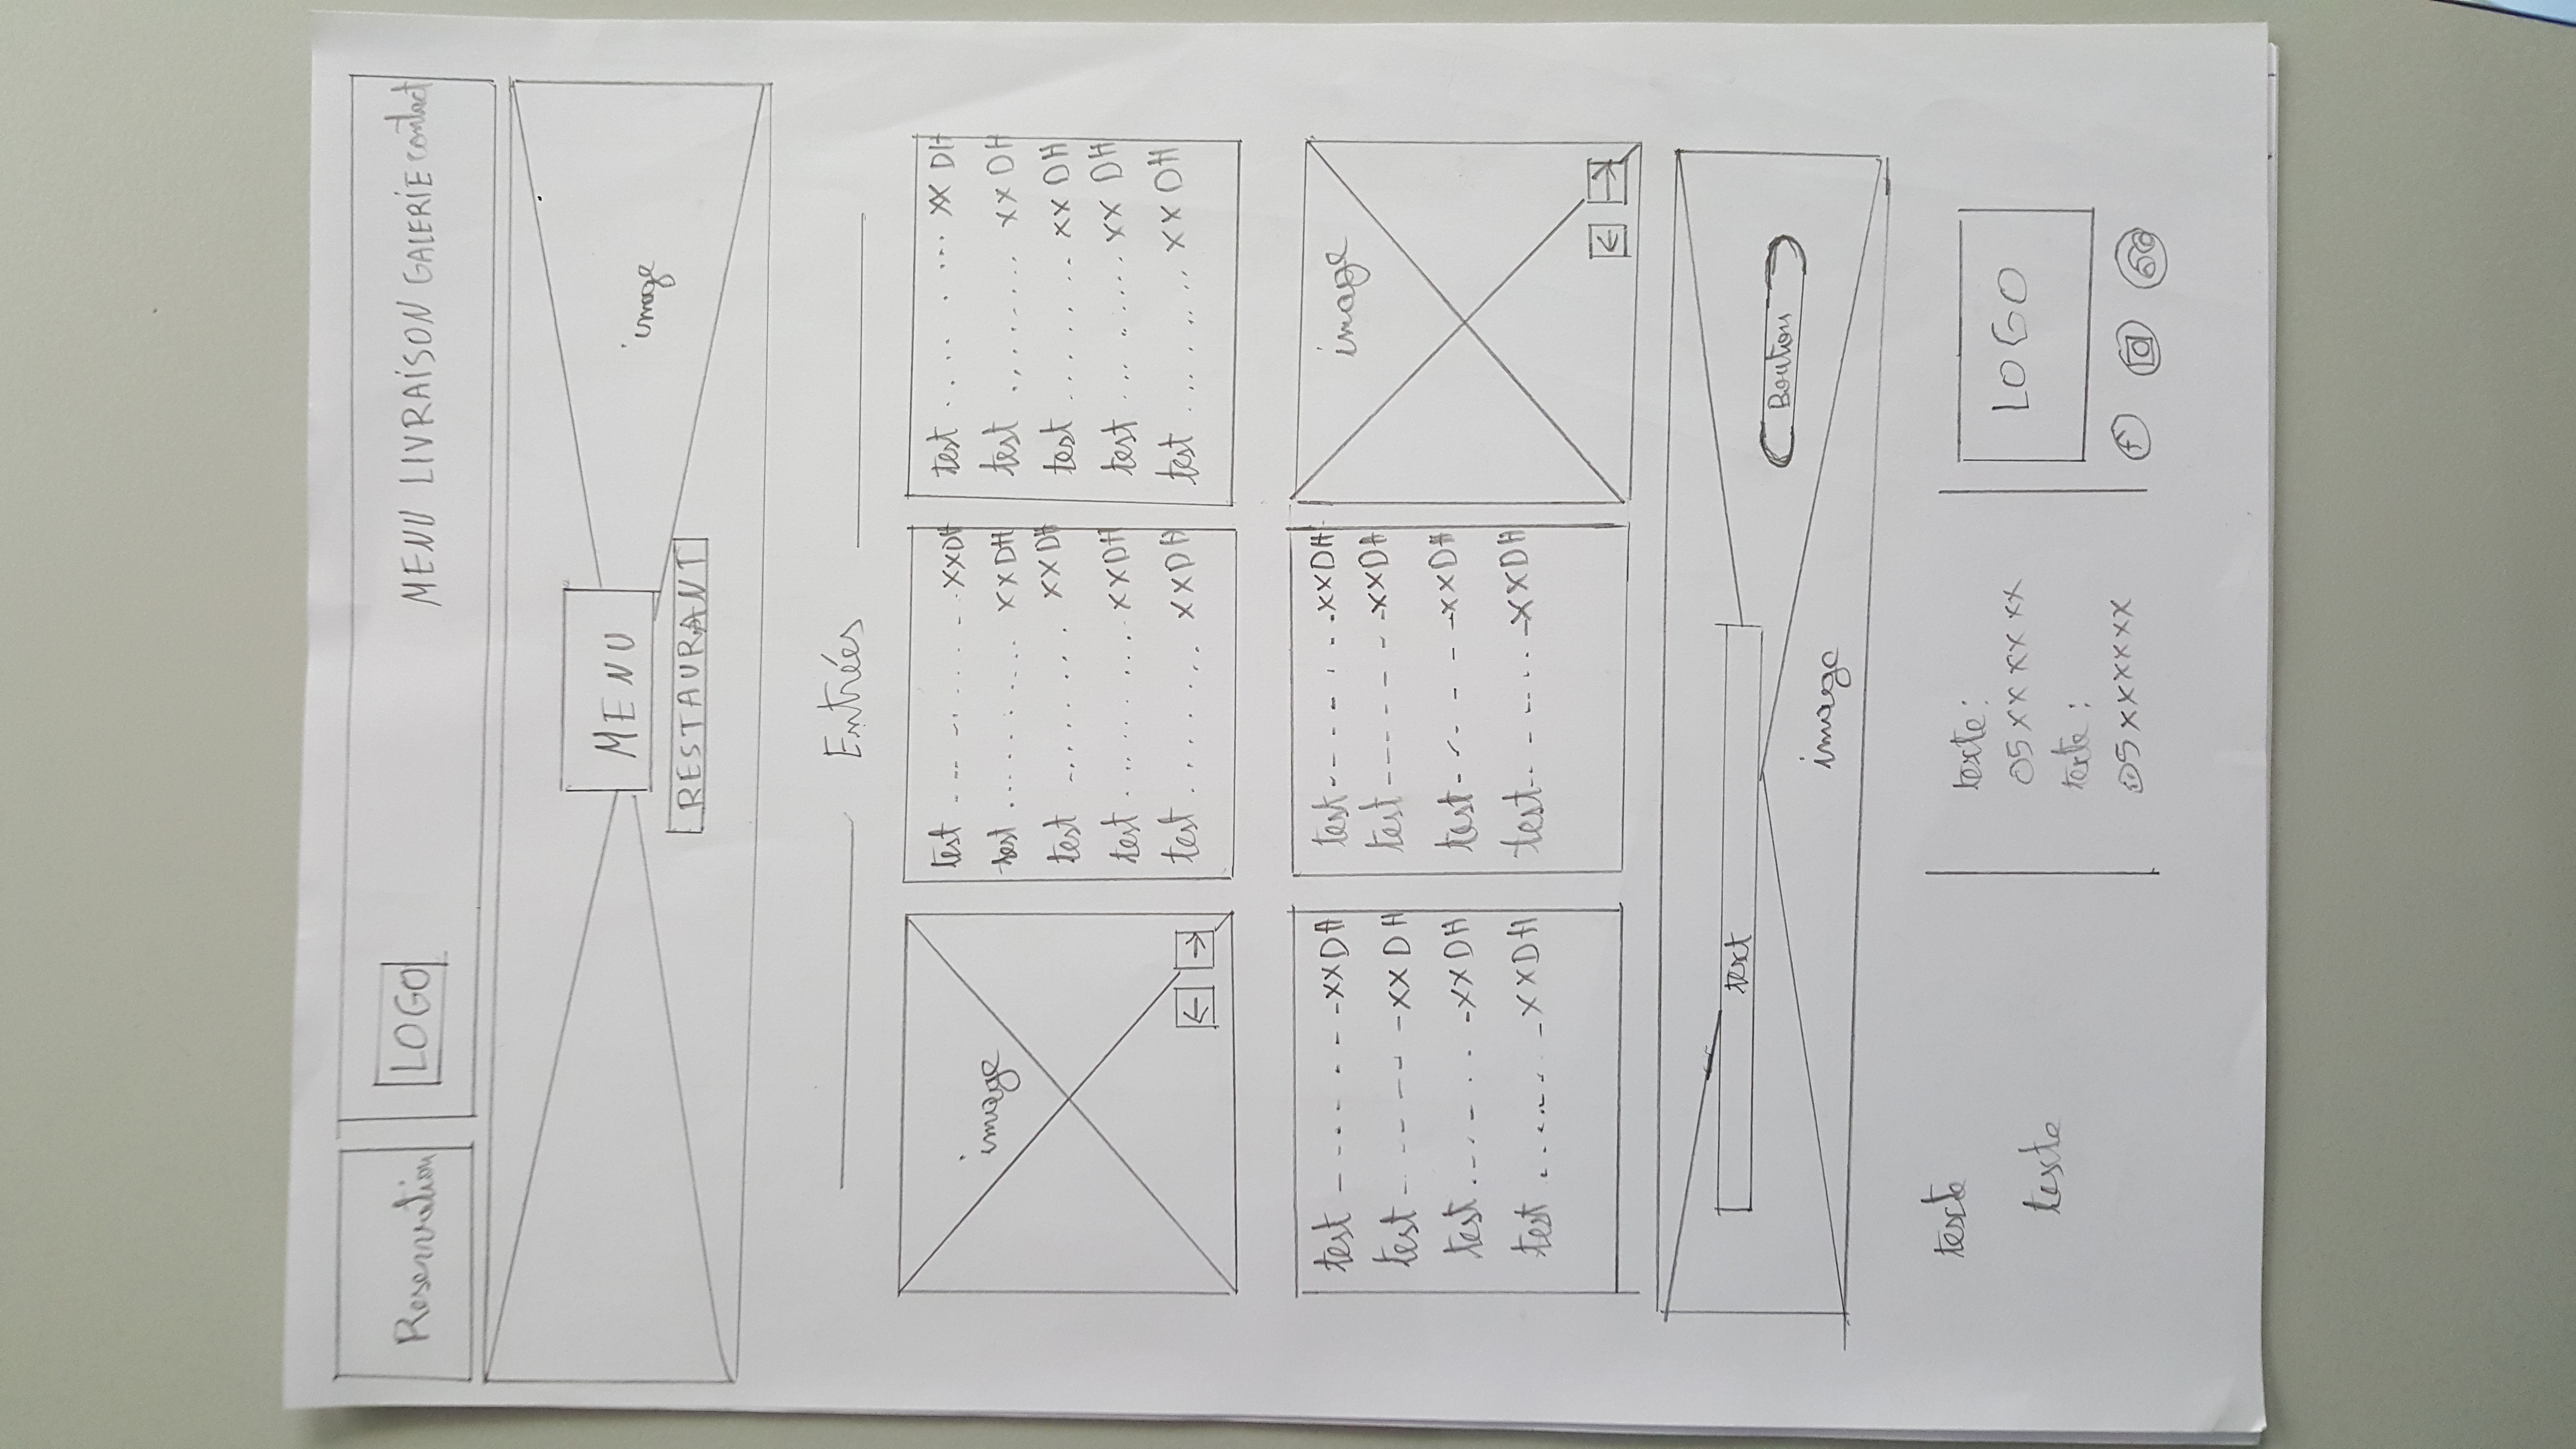 Reservation
LOGO
MENU LIVRAISON GALERIE contact
MENU
RESTAURANT
image
Entrées
image
← →
test - - - - - - - XXDH
test . . . . . . . . XXDH
test - . . . . . . . XXDH
test . . . . . . . . XXDH
test . . . . . . . . XXDH
test . . . . . . . XX DH
test . . . . . . . XX DH
test . . . . . . . XX DH
test . . . . . . . XX DH
test . . . . . . . XX DH
test - - - - - - -XXDH
test - - - - - - -XXDH
test . - - - . . -XXDH
test . . . . . . -XXDH
test - - - - - - -XXDH
test - - - - - - -XXDH
test - - - - - - -XXDH
test . - - - . . -XXDH
image
← →
text
image
Bouton
texte
texte
texte:
05 xx xx xx
texte:
05 xxxxxx
LOGO
f